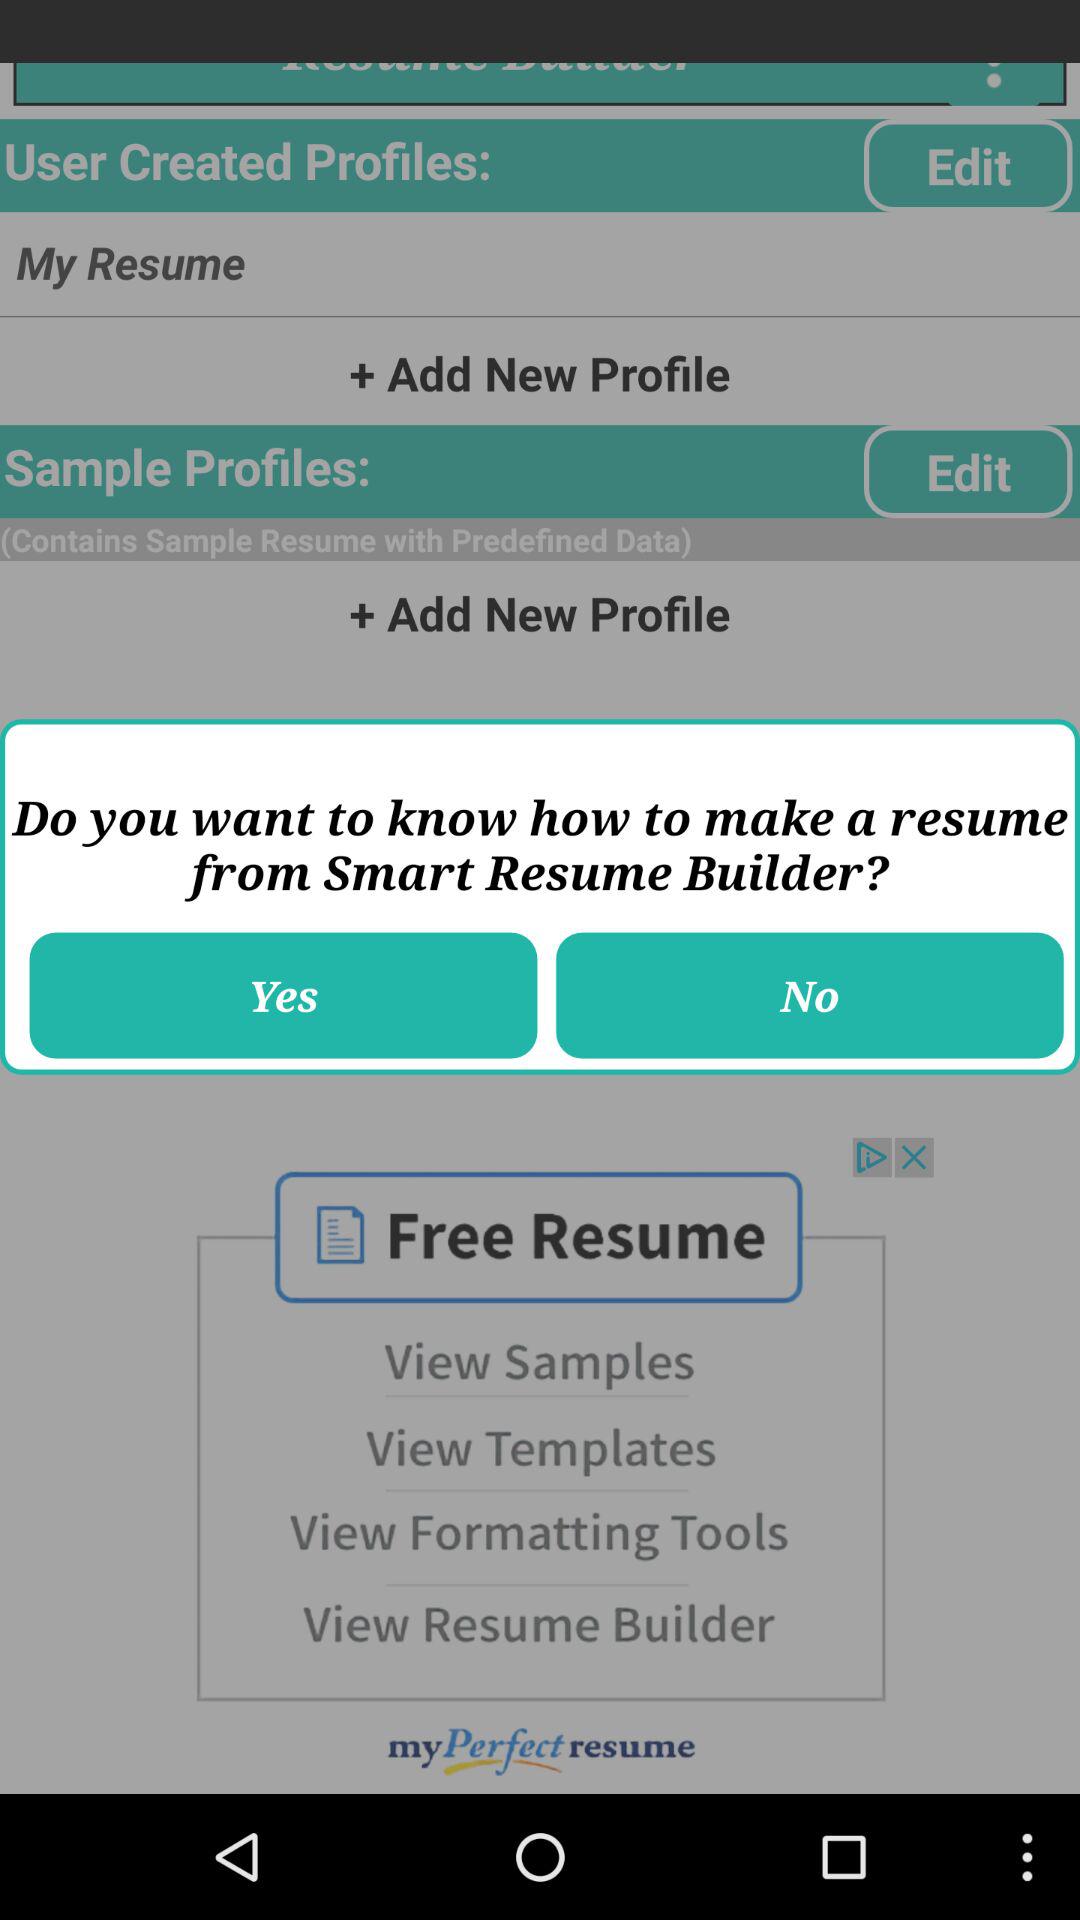 Resume Builder
User Created Profiles:
Edit
My Resume
+ Add New Profile
Sample Profiles:
Edit
(Contains Sample Resume with Predefined Data)
+ Add New Profile
Do you want to know how to make a resume
from Smart Resume Builder?
Yes
No
Free Resume
View Samples
View Templates
View Formatting Tools
View Resume Builder
myPerfectresume